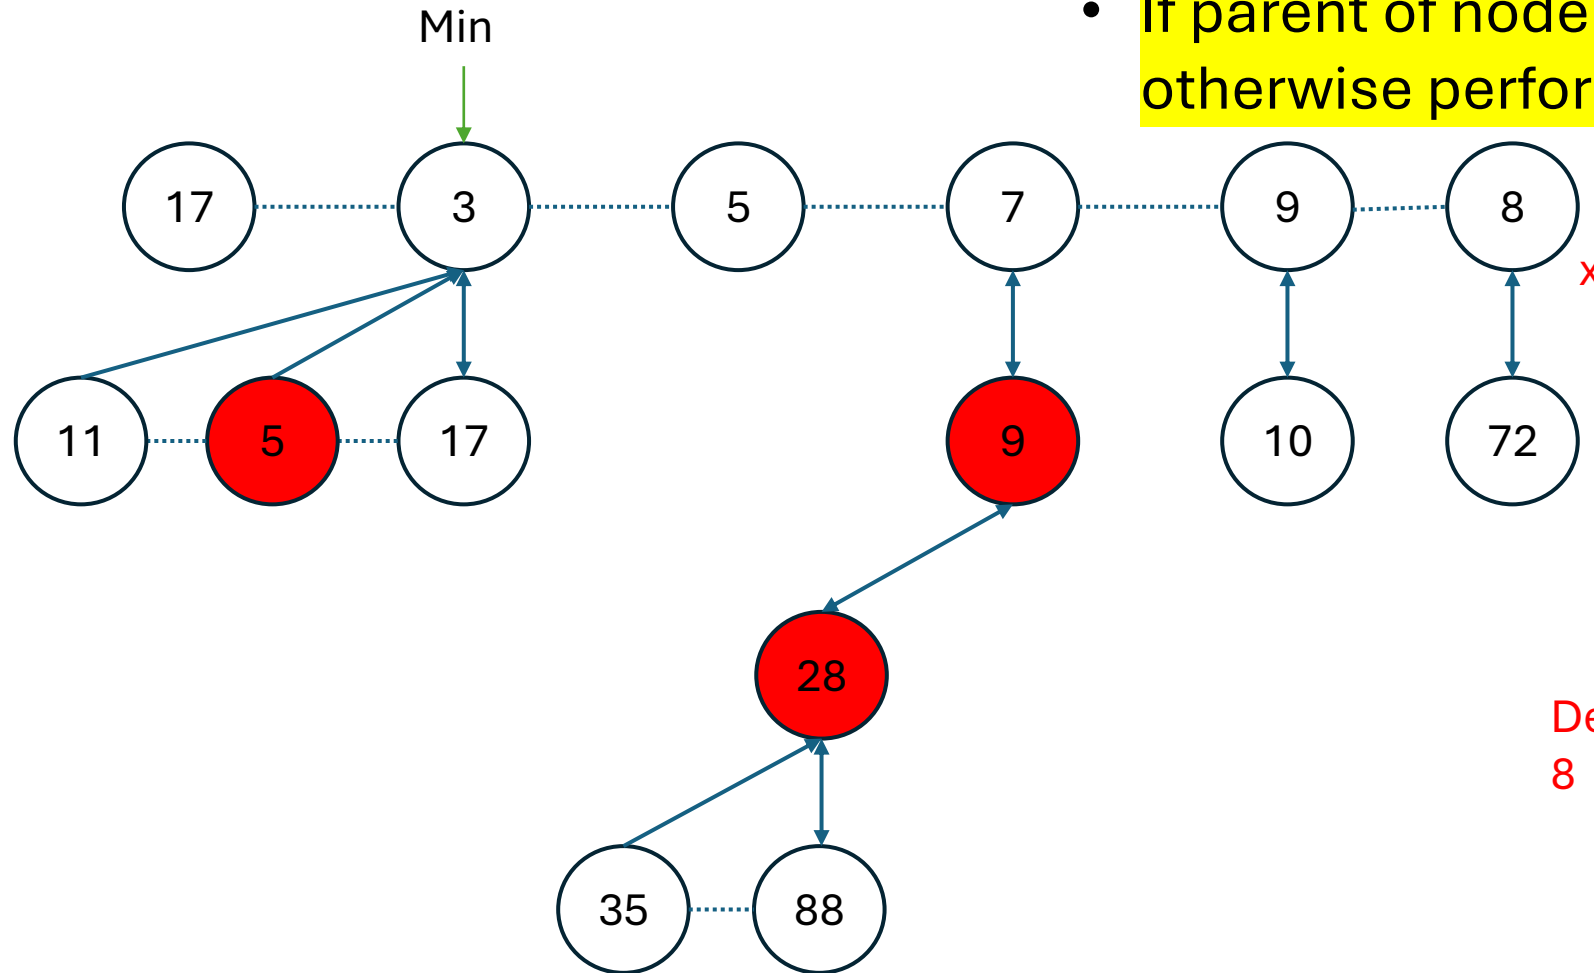 Min
• If parent of node
otherwise perfor
17 3 5 7 9 8
x
11 5 17 9 10 72
28
De
8
35 88